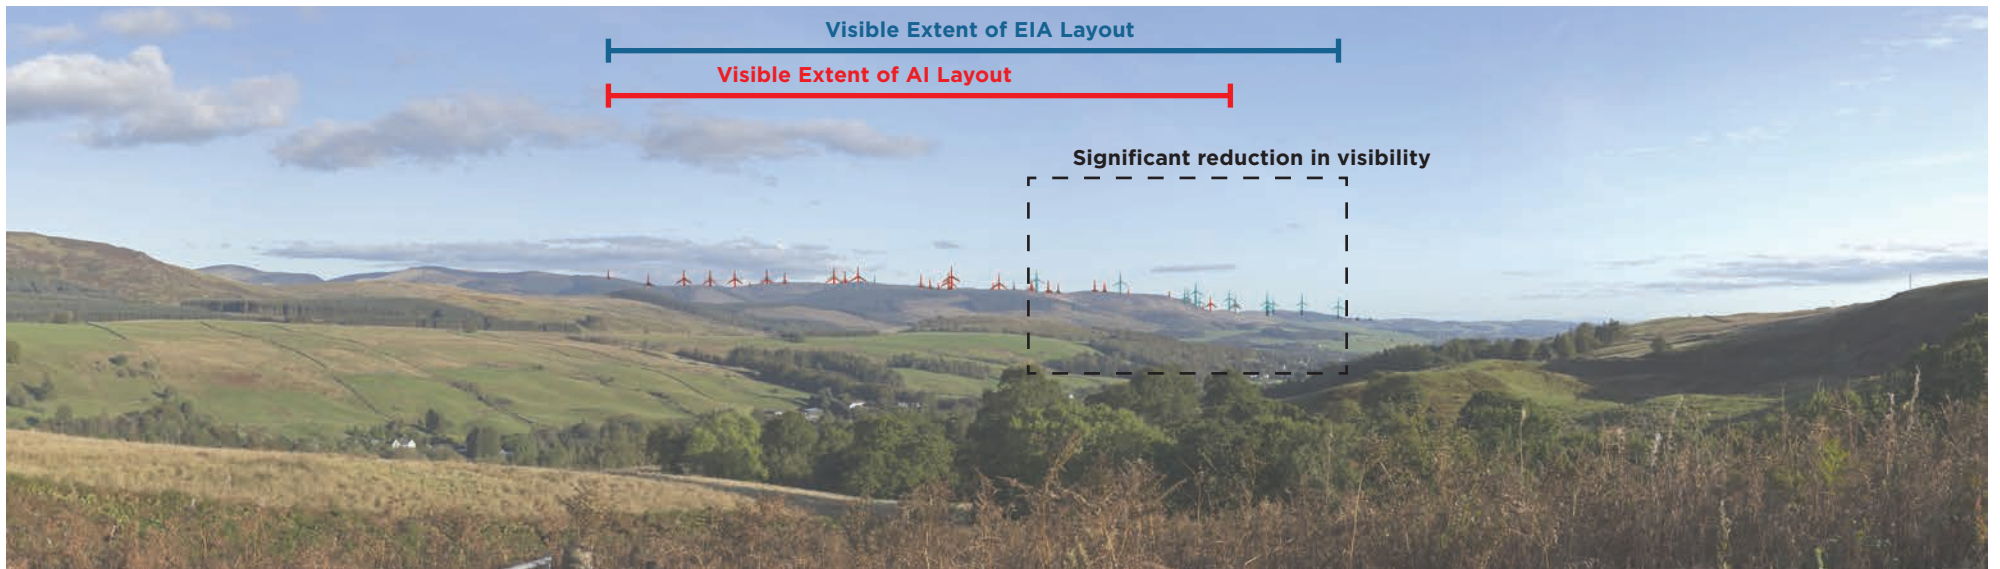 Visible Extent of EIA Layout
Visible Extent of AI Layout
Significant reduction in visibility